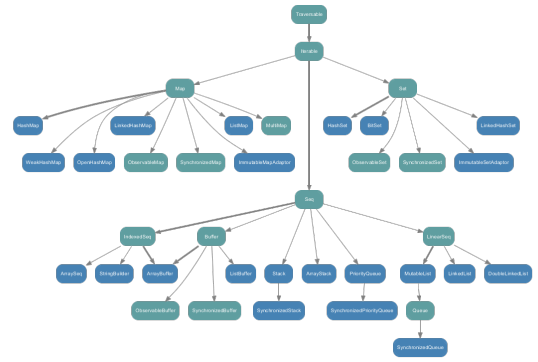 Traversable
Iterable
Map
Set
HashMap
LinkedHashMap
ListMap
MultiMap
HashSet
BitSet
LinkedHashSet
WeakHashMap
OpenHashMap
ObservableMap
SynchronizedMap
ImmutableMapAdaptor
ObservableSet
SynchronizedSet
ImmutableSetAdaptor
Seq
IndexedSeq
Buffer
LinearSeq
ArraySeq
StringBuilder
ArrayBuffer
ListBuffer
Stack
ArrayStack
PriorityQueue
MutableList
LinkedList
DoubleLinkedList
ObservableBuffer
SynchronizedBuffer
SynchronizedStack
SynchronizedPriorityQueue
Queue
SynchronizedQueue